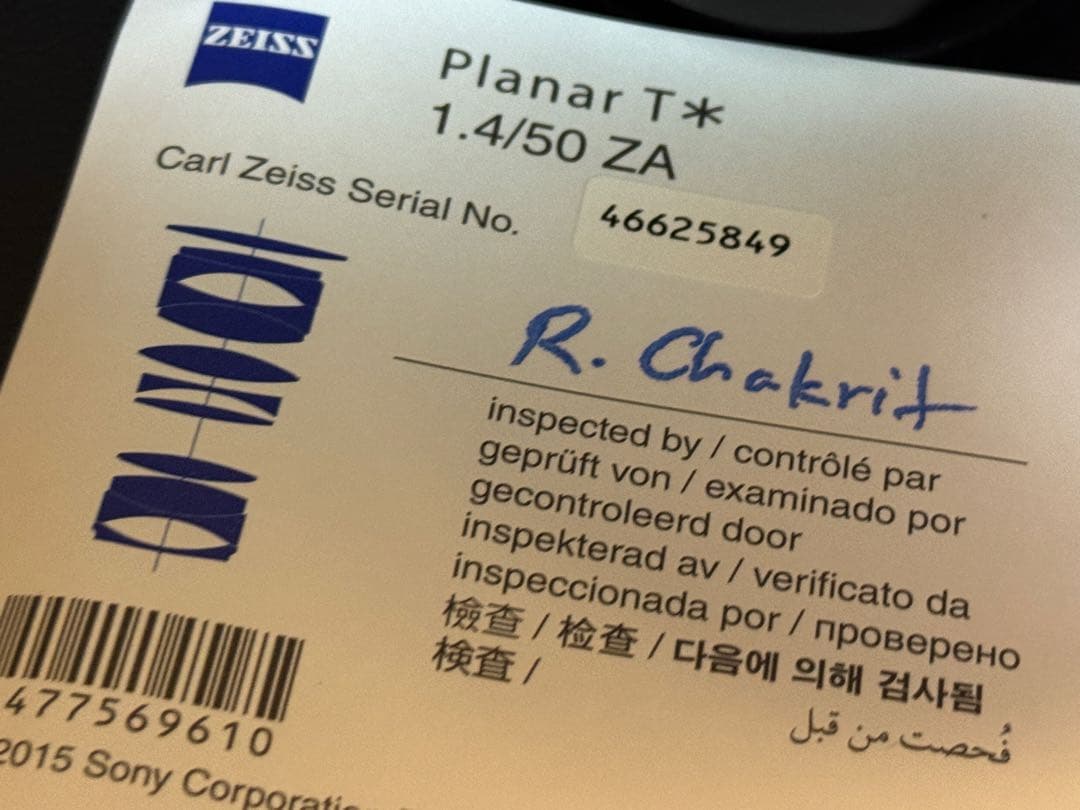 ZEISS
Planar T*
1.4/50 ZA
Carl Zeiss Serial No.
46625849
R. Chakrit
inspected by / contrôlé par
geprüft von / examinado por
gecontroleerd door
inspekterad av / verificato da
inspeccionada por / проверено
檢查 / 检查 / 다음에 의해 검사됨
検査 /
فُحصت من قبل
477569610
2015 Sony Corporation